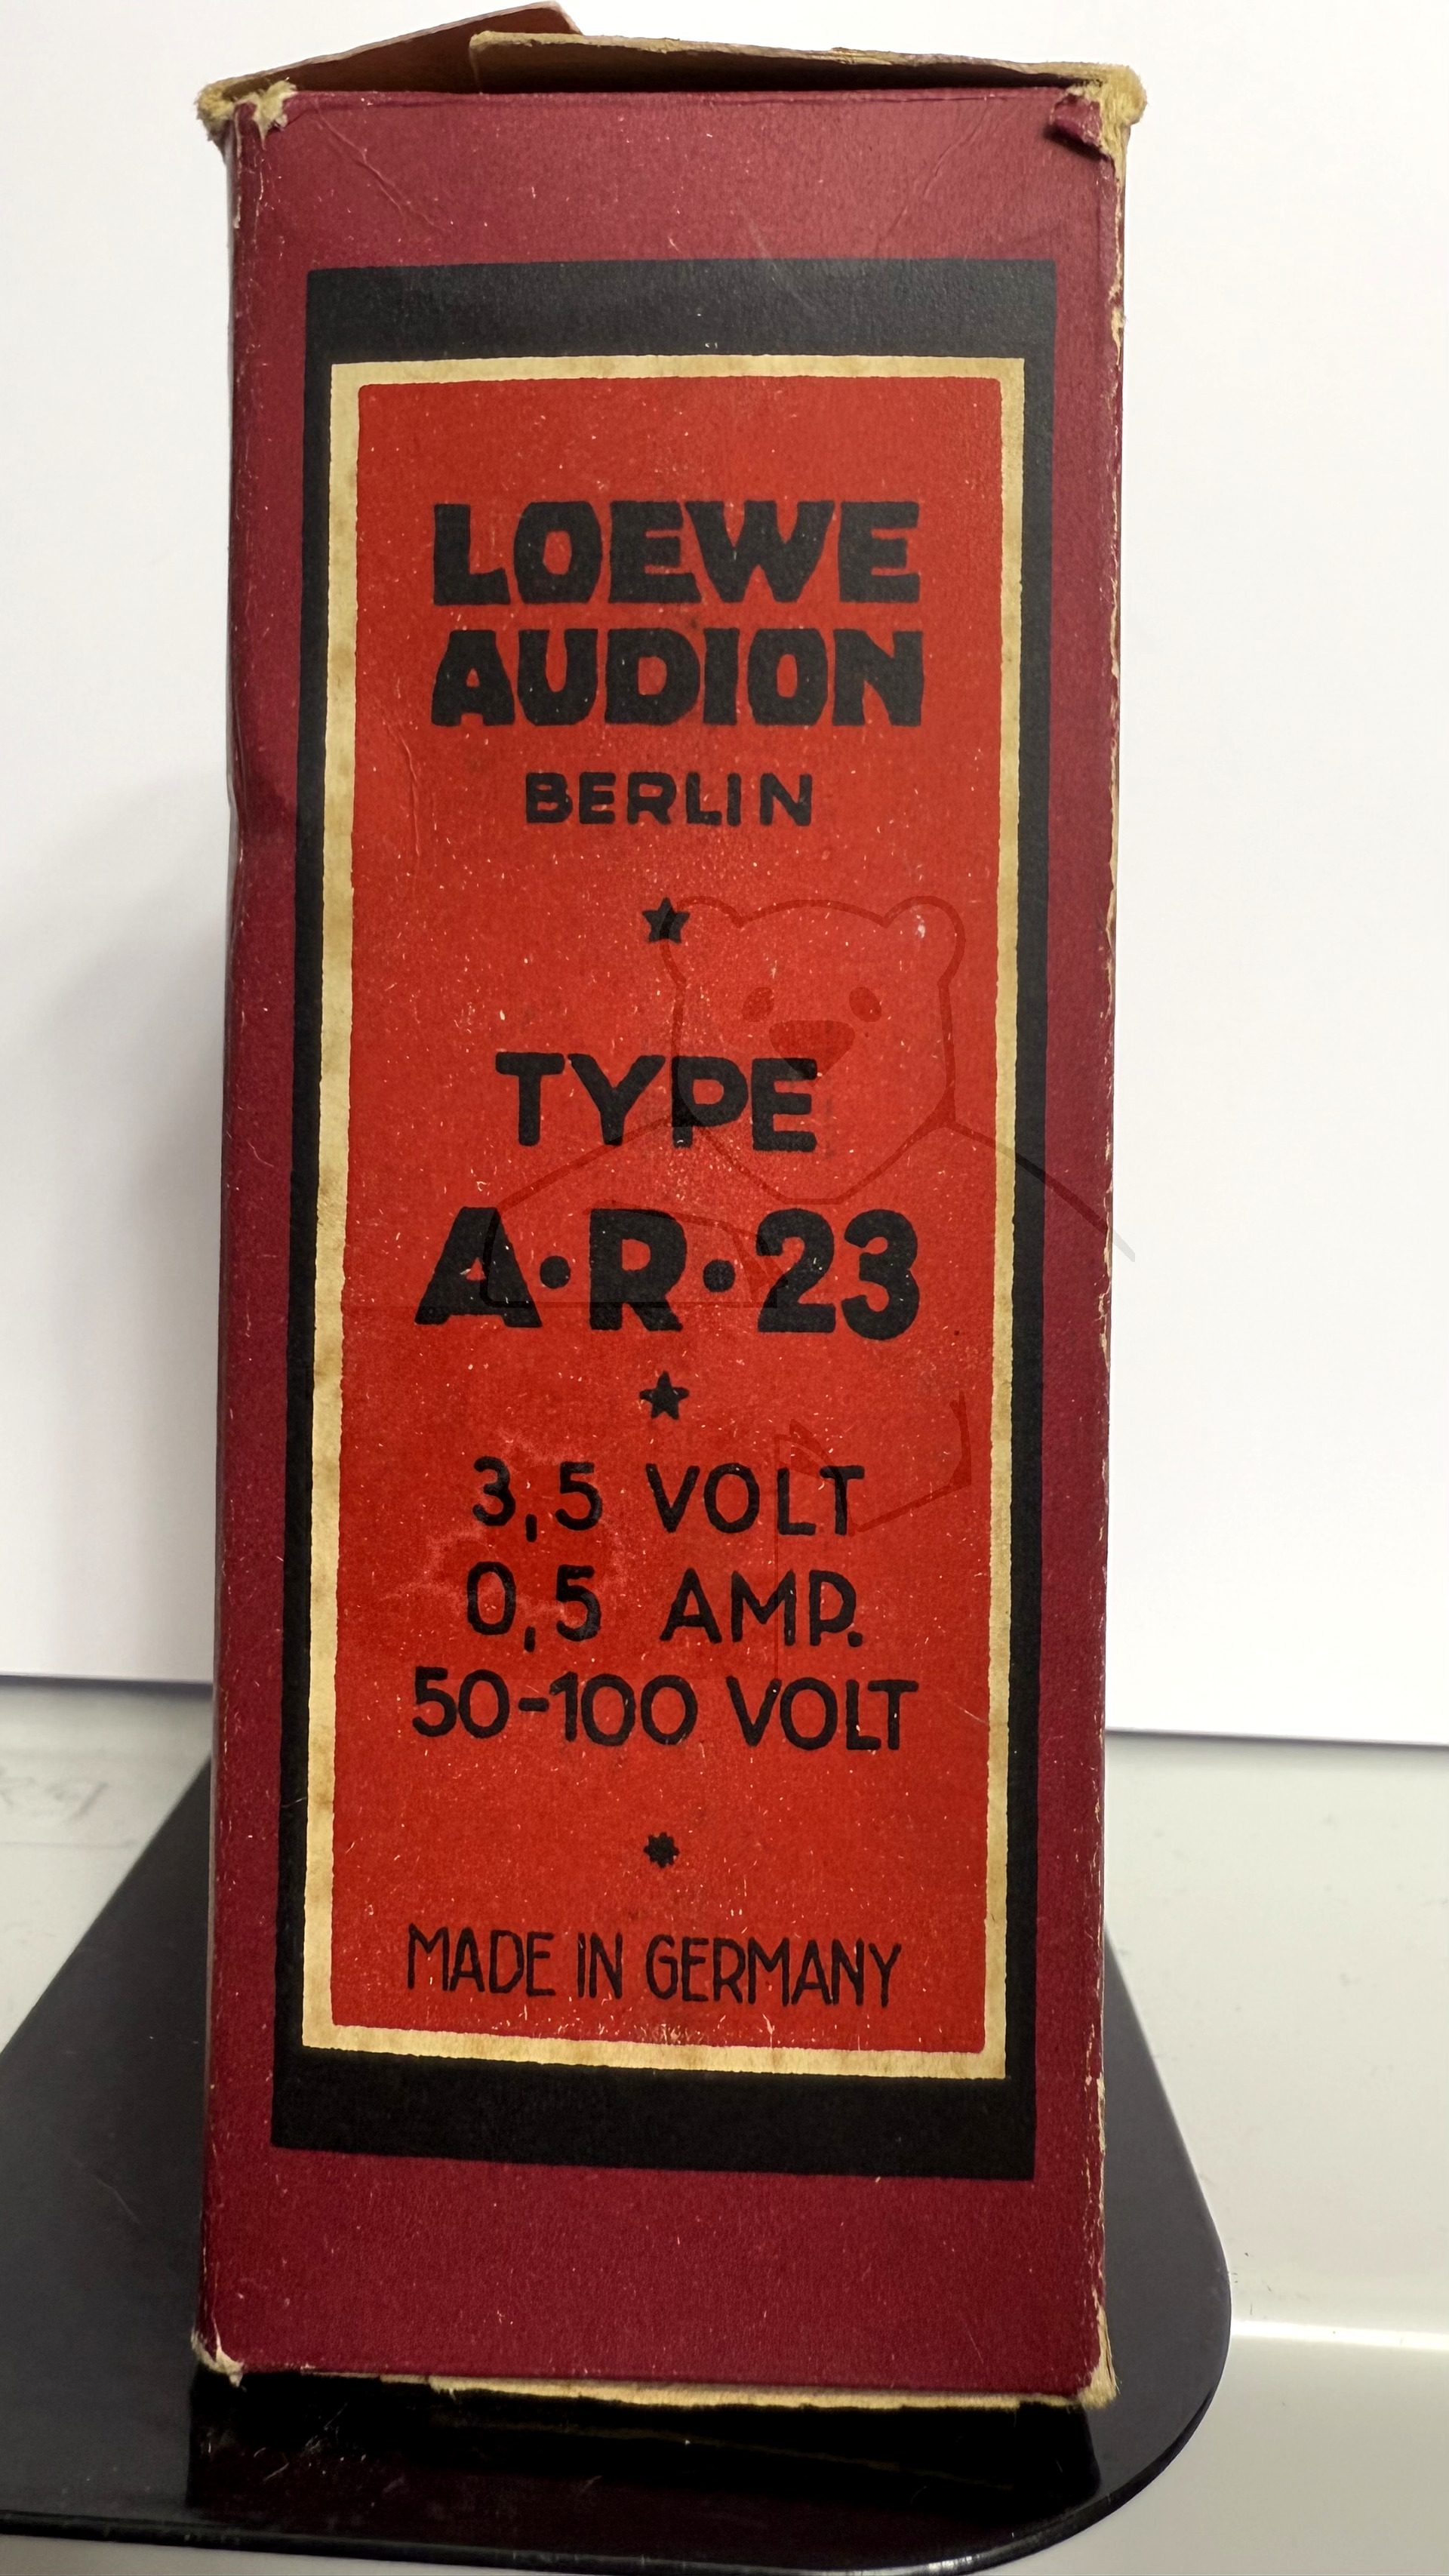 LOEWE
AUDION
BERLIN
TYPE
A·R·23
3,5 VOLT
0,5 AMP.
50-100 VOLT
MADE IN GERMANY